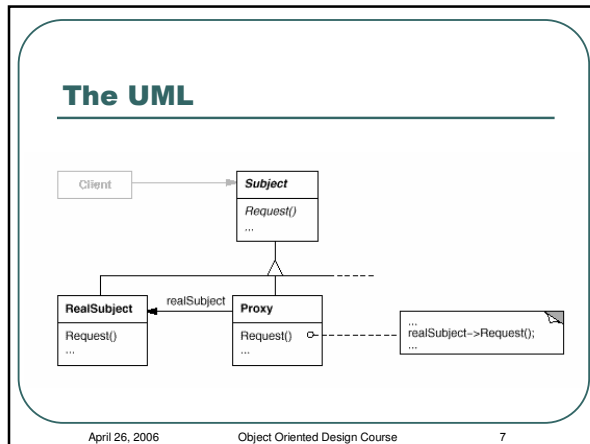 The UML
Client
Subject
Request()
...
realSubject
RealSubject
Request()
...
Proxy
Request()
...
...
realSubject->Request();
...
April 26, 2006 Object Oriented Design Course 7